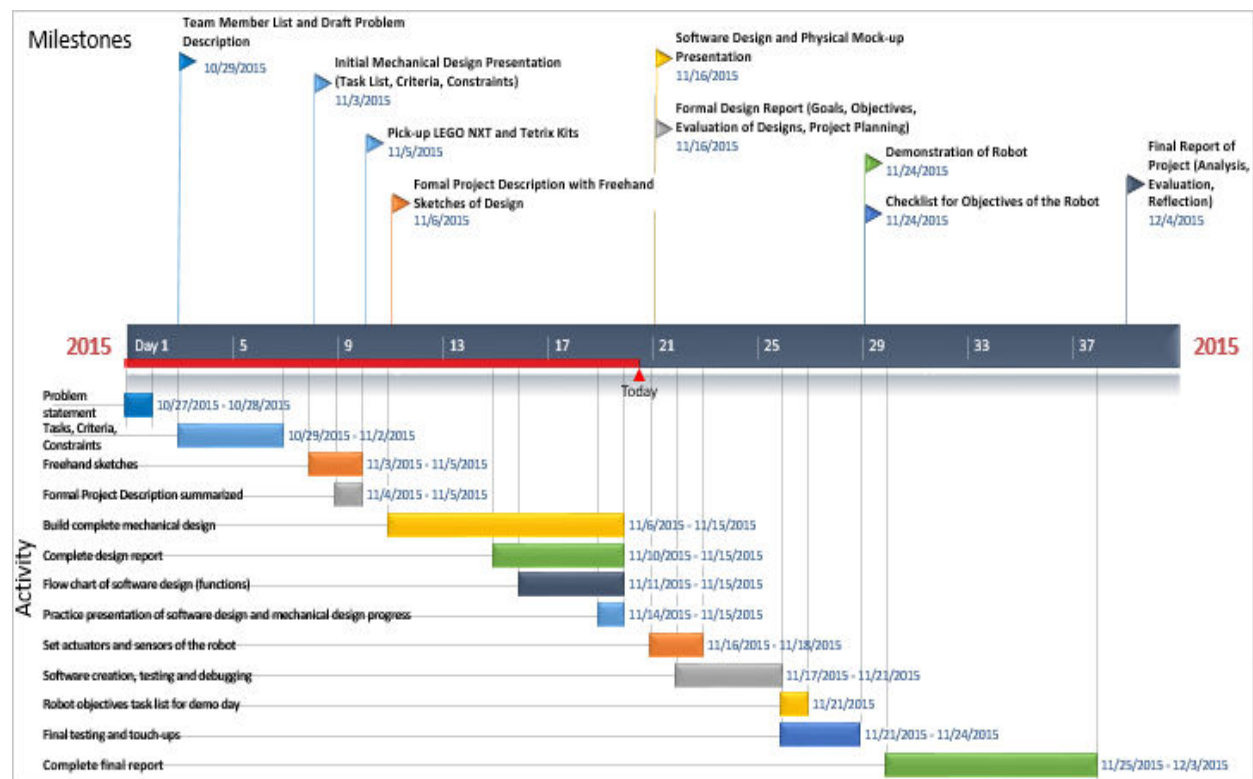 Milestones
Team Member List and Draft Problem
Description
10/29/2015
Initial Mechanical Design Presentation
(Task List, Criteria, Constraints)
11/3/2015
Pick-up LEGO NXT and Tetrix Kits
11/5/2015
Fomal Project Description with Freehand
Sketches of Design
11/6/2015
Software Design and Physical Mock-up
Presentation
11/16/2015
Formal Design Report (Goals, Objectives,
Evaluation of Designs, Project Planning)
11/16/2015
Demonstration of Robot
11/24/2015
Checklist for Objectives of the Robot
11/24/2015
Final Report of
Project (Analysis,
Evaluation,
Reflection)
12/4/2015
2015 Day 1 5 9 13 17 21 25 29 33 37 2015
Today
Activity
Problem
statement
10/27/2015 - 10/28/2015
Tasks, Criteria,
Constraints
10/29/2015 - 11/2/2015
Freehand sketches 11/3/2015 - 11/5/2015
Formal Project Description summarized 11/4/2015 - 11/5/2015
Build complete mechanical design 11/6/2015 - 11/15/2015
Complete design report 11/10/2015 - 11/15/2015
Flow chart of software design (functions) 11/11/2015 - 11/15/2015
Practice presentation of software design and mechanical design progress 11/14/2015 - 11/15/2015
Set actuators and sensors of the robot 11/16/2015 - 11/18/2015
Software creation, testing and debugging 11/17/2015 - 11/21/2015
Robot objectives task list for demo day 11/21/2015
Final testing and touch-ups 11/21/2015 - 11/24/2015
Complete final report 11/25/2015 - 12/3/2015